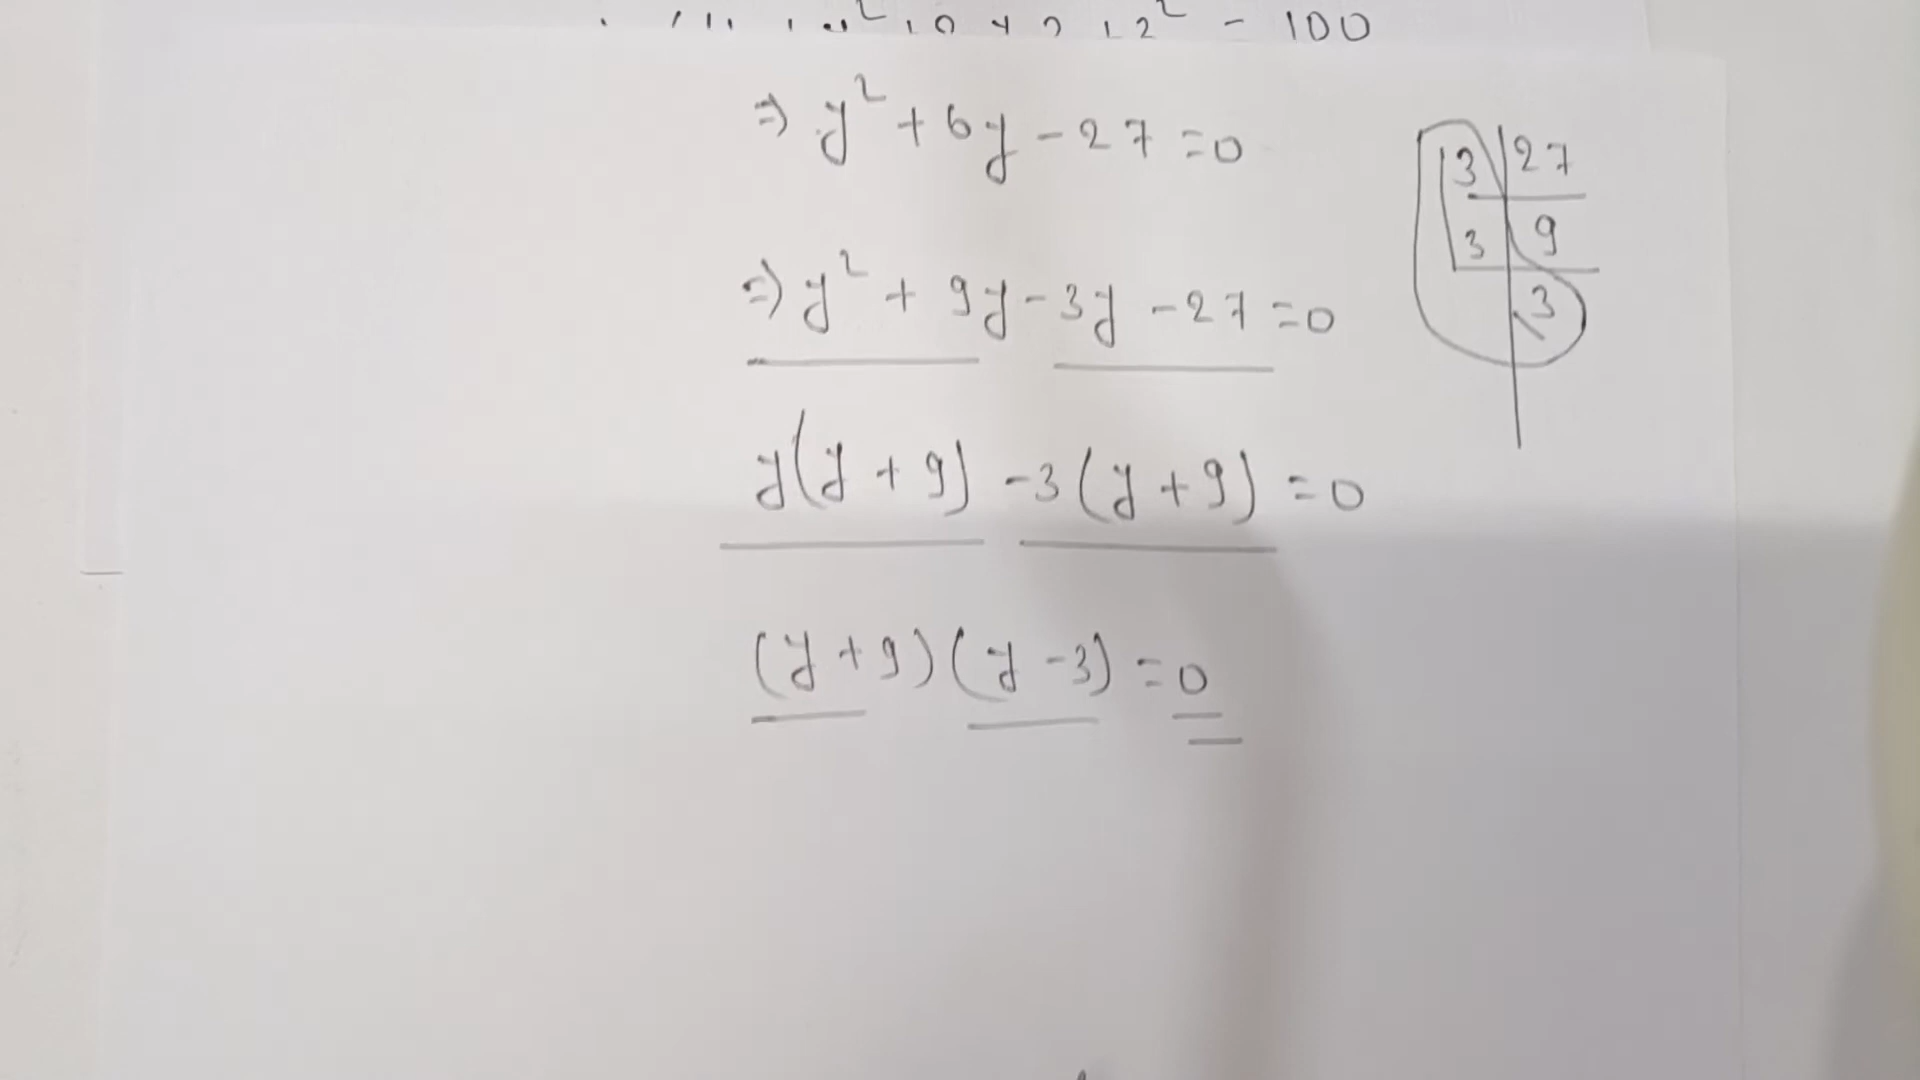 - 100
⇒ y² + 6y - 27 = 0
⇒ y² + 9y - 3y - 27 = 0
y(y + 9) - 3(y + 9) = 0
(y + 9)(y - 3) = 0
3 | 27
3 | 9
3